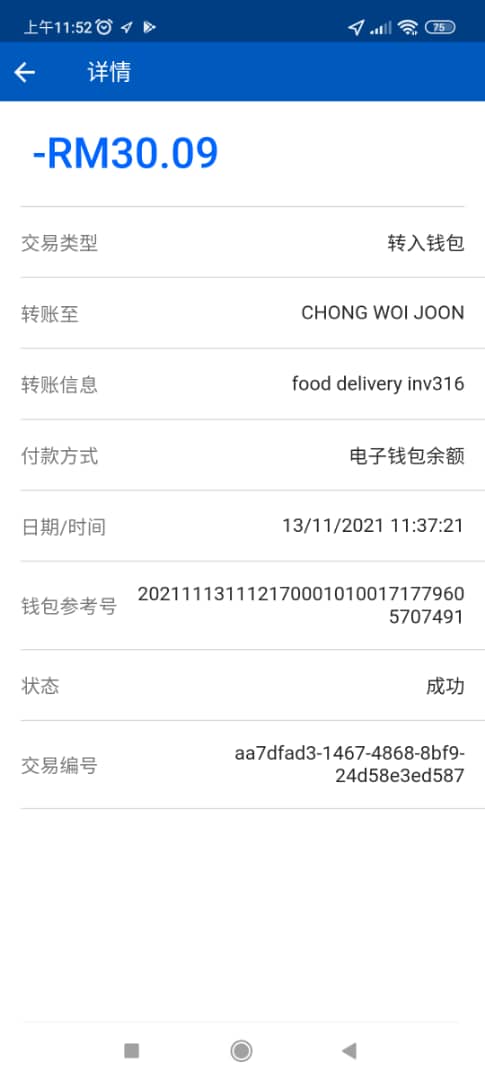 上午11:52
75
详情
-RM30.09
交易类型 转入钱包
转账至 CHONG WOI JOON
转账信息 food delivery inv316
付款方式 电子钱包余额
日期/时间 13/11/2021 11:37:21
钱包参考号 202111131112170001010017177960
5707491
状态 成功
交易编号 aa7dfad3-1467-4868-8bf9-
24d58e3ed587